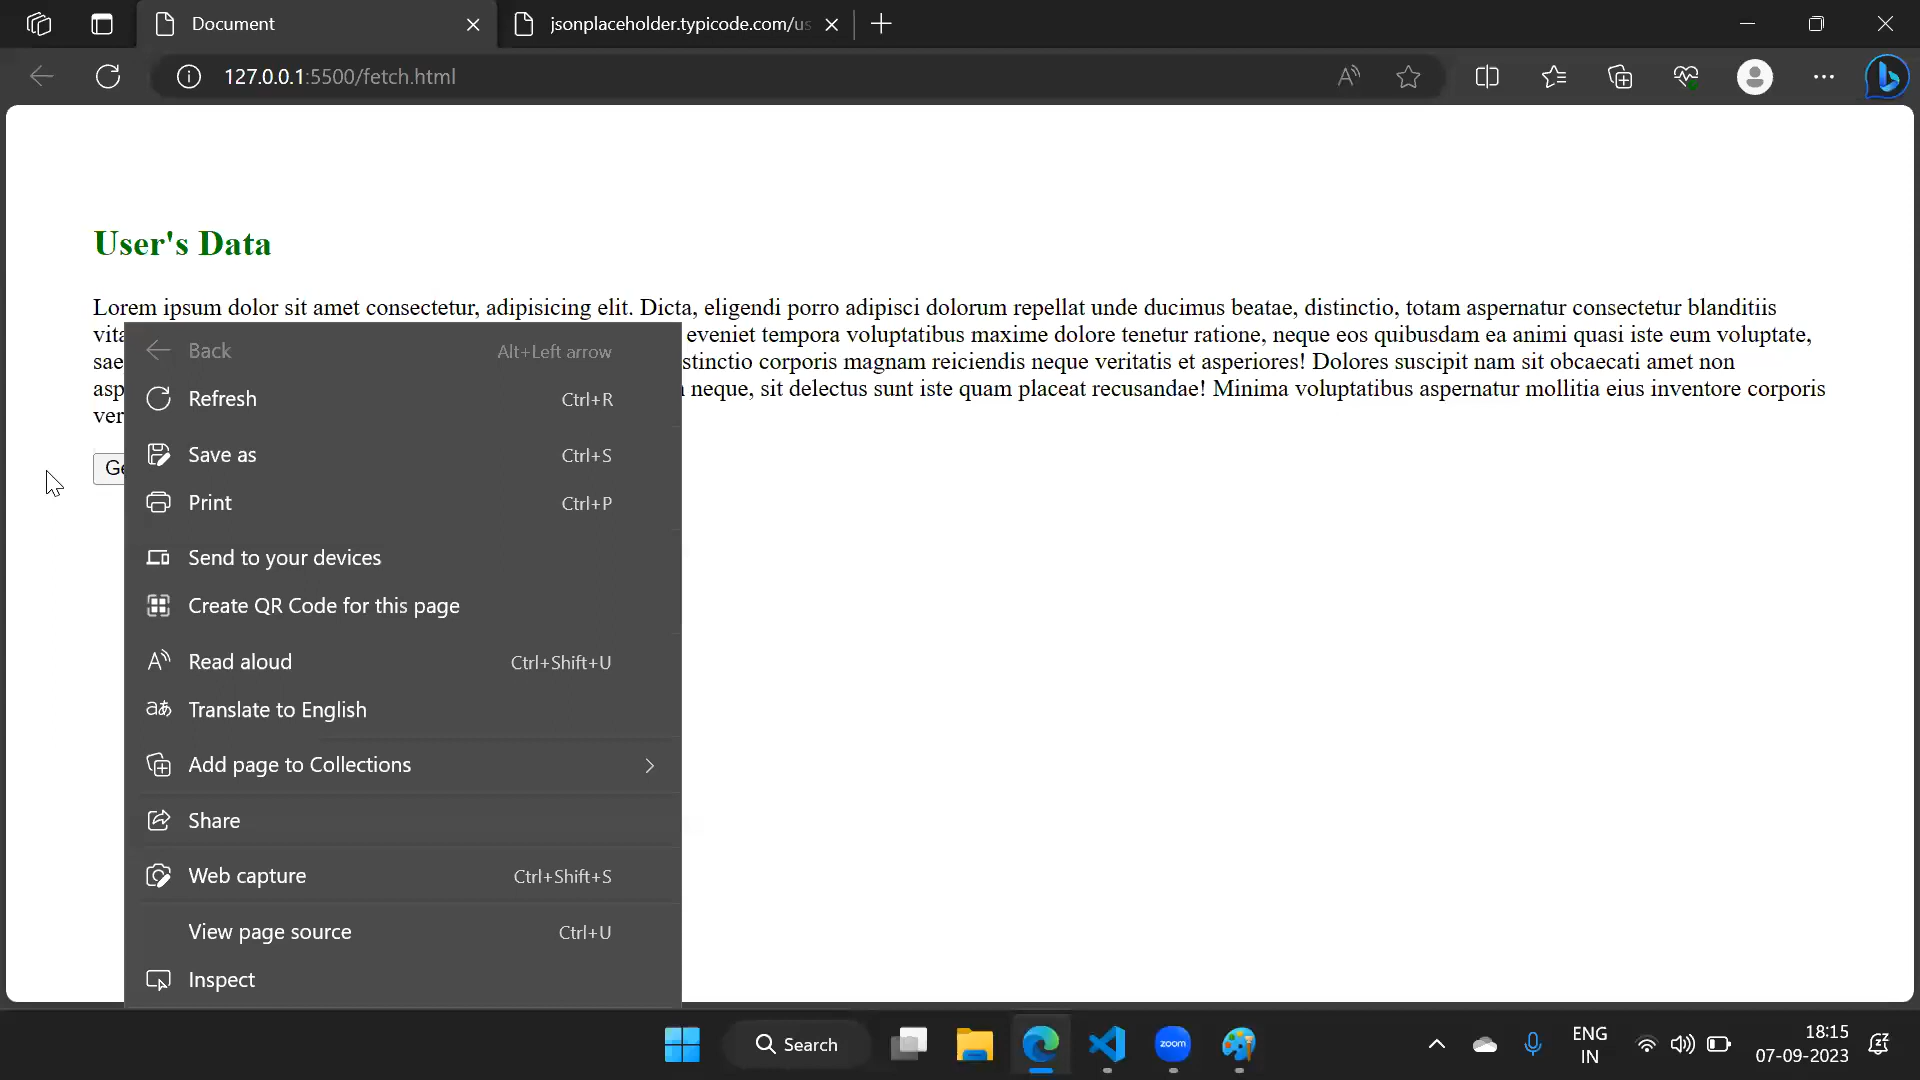 Document
jsonplaceholder.typicode.com/us
127.0.0.1:5500/fetch.html
User's Data
Lorem ipsum dolor sit amet consectetur, adipisicing elit. Dicta, eligendi porro adipisci dolorum repellat unde ducimus beatae, distinctio, totam aspernatur consectetur blanditiis
vita eveniet tempora voluptatibus maxime dolore tenetur ratione, neque eos quibusdam ea animi quasi iste eum voluptate,
sae stinctio corporis magnam reiciendis neque veritatis et asperiores! Dolores suscipit nam sit obcaecati amet non
asp neque, sit delectus sunt iste quam placeat recusandae! Minima voluptatibus aspernatur mollitia eius inventore corporis
ver
Ge
Back Alt+Left arrow
Refresh Ctrl+R
Save as Ctrl+S
Print Ctrl+P
Send to your devices
Create QR Code for this page
Read aloud Ctrl+Shift+U
Translate to English
Add page to Collections
Share
Web capture Ctrl+Shift+S
View page source Ctrl+U
Inspect
Search
zoom
ENG
IN
18:15
07-09-2023